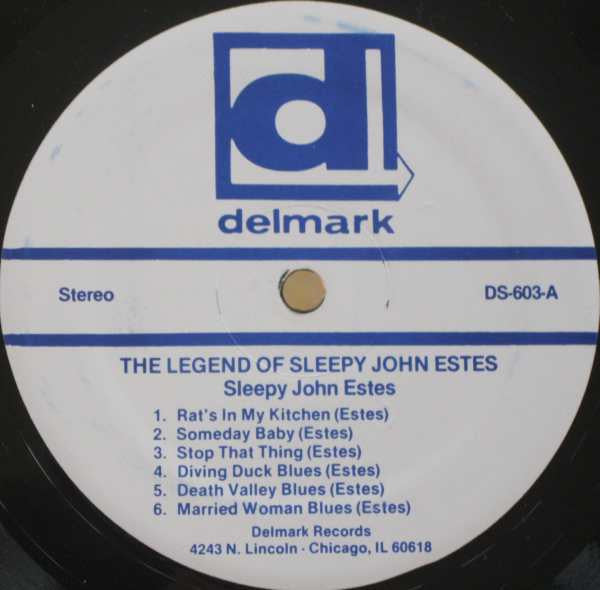 d
delmark
Stereo
DS-603-A
THE LEGEND OF SLEEPY JOHN ESTES
Sleepy John Estes
1. Rat's In My Kitchen (Estes)
2. Someday Baby (Estes)
3. Stop That Thing (Estes)
4. Diving Duck Blues (Estes)
5. Death Valley Blues (Estes)
6. Married Woman Blues (Estes)
Delmark Records
4243 N. Lincoln - Chicago, IL 60618